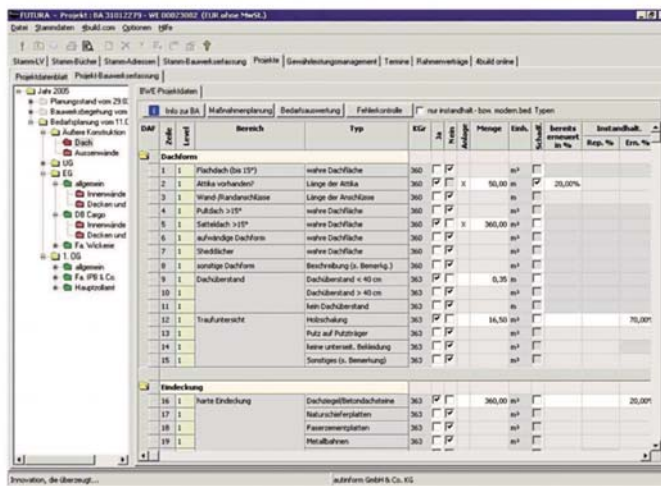 FUTURA - Projekt: BA 31012279 - WE 00023002 (EUR ohne MwSt.)
Datei Stammdaten 4build.com Optionen Hilfe
Stamm-LV Stamm-Bücher Stamm-Adressen Stamm-Bauwerkserfassung Projekte Gewährleistungsmanagement Termine Rahmenverträge 4build online
Projektdatenblatt Projekt-Bauwerkserfassung
Jahr 2005
Planungsstand vom 29.0
Bauwerksbegehung vom
Bedarfsplanung vom 11.0
Äußere Konstruktion
Dach
Aussenwände
UG
EG
allgemein
Innenwände
Decken und
DB Cargo
Innenwände
Decken und
Fa. Wickerie
1. OG
allgemein
Fa. IPB & Co.
Hauptzollamt
BWE-Projektdaten
Info zu BA Maßnahmenplanung Bedarfsauswertung Fehlerkontrolle nur instandhalt.- bzw. modern.bed. Typen
DAF Zeile Level Bereich Typ KGr Ja Nein Anlage Menge Einh. Schadf. bereits erneuert in % Instandhalt. Rep. % Ern. %
Dachform
1 1 Flachdach (bis 15°) wahre Dachfläche 360 m²
2 1 Attika vorhanden? Länge der Attika 360 X 50,00 m 20,00%
3 1 Wand-/Randanschlüsse Länge der Anschlüsse 360 m
4 1 Pultdach >15° wahre Dachfläche 360 m²
5 1 Satteldach >15° wahre Dachfläche 360 X 360,00 m²
6 1 aufwändige Dachform wahre Dachfläche 360 m²
7 1 Sheddächer wahre Dachfläche 360 m²
8 1 sonstige Dachform Beschreibung (s. Bemerkg.) 360 m²
9 1 Dachüberstand Dachüberstand < 40 cm 363 0,35 m
10 1 Dachüberstand > 40 cm 363 m
11 1 kein Dachüberstand 363 m
12 1 Traufuntersicht Holzschalung 363 16,50 m² 70,00%
13 1 Putz auf Putzträger 363 m²
14 1 keine unterseit. Bekleidung 363 m²
15 1 Sonstiges (s. Bemerkung) 363 m²
Eindeckung
16 1 harte Eindeckung Dachziegel/Betondachsteine 363 360,00 m² 20,00%
17 1 Naturschieferplatten 363 m²
18 1 Faserzementplatten 363 m²
19 1 Metallbahnen 363 m²
Innovation, die überzeugt... autinform GmbH & Co. KG